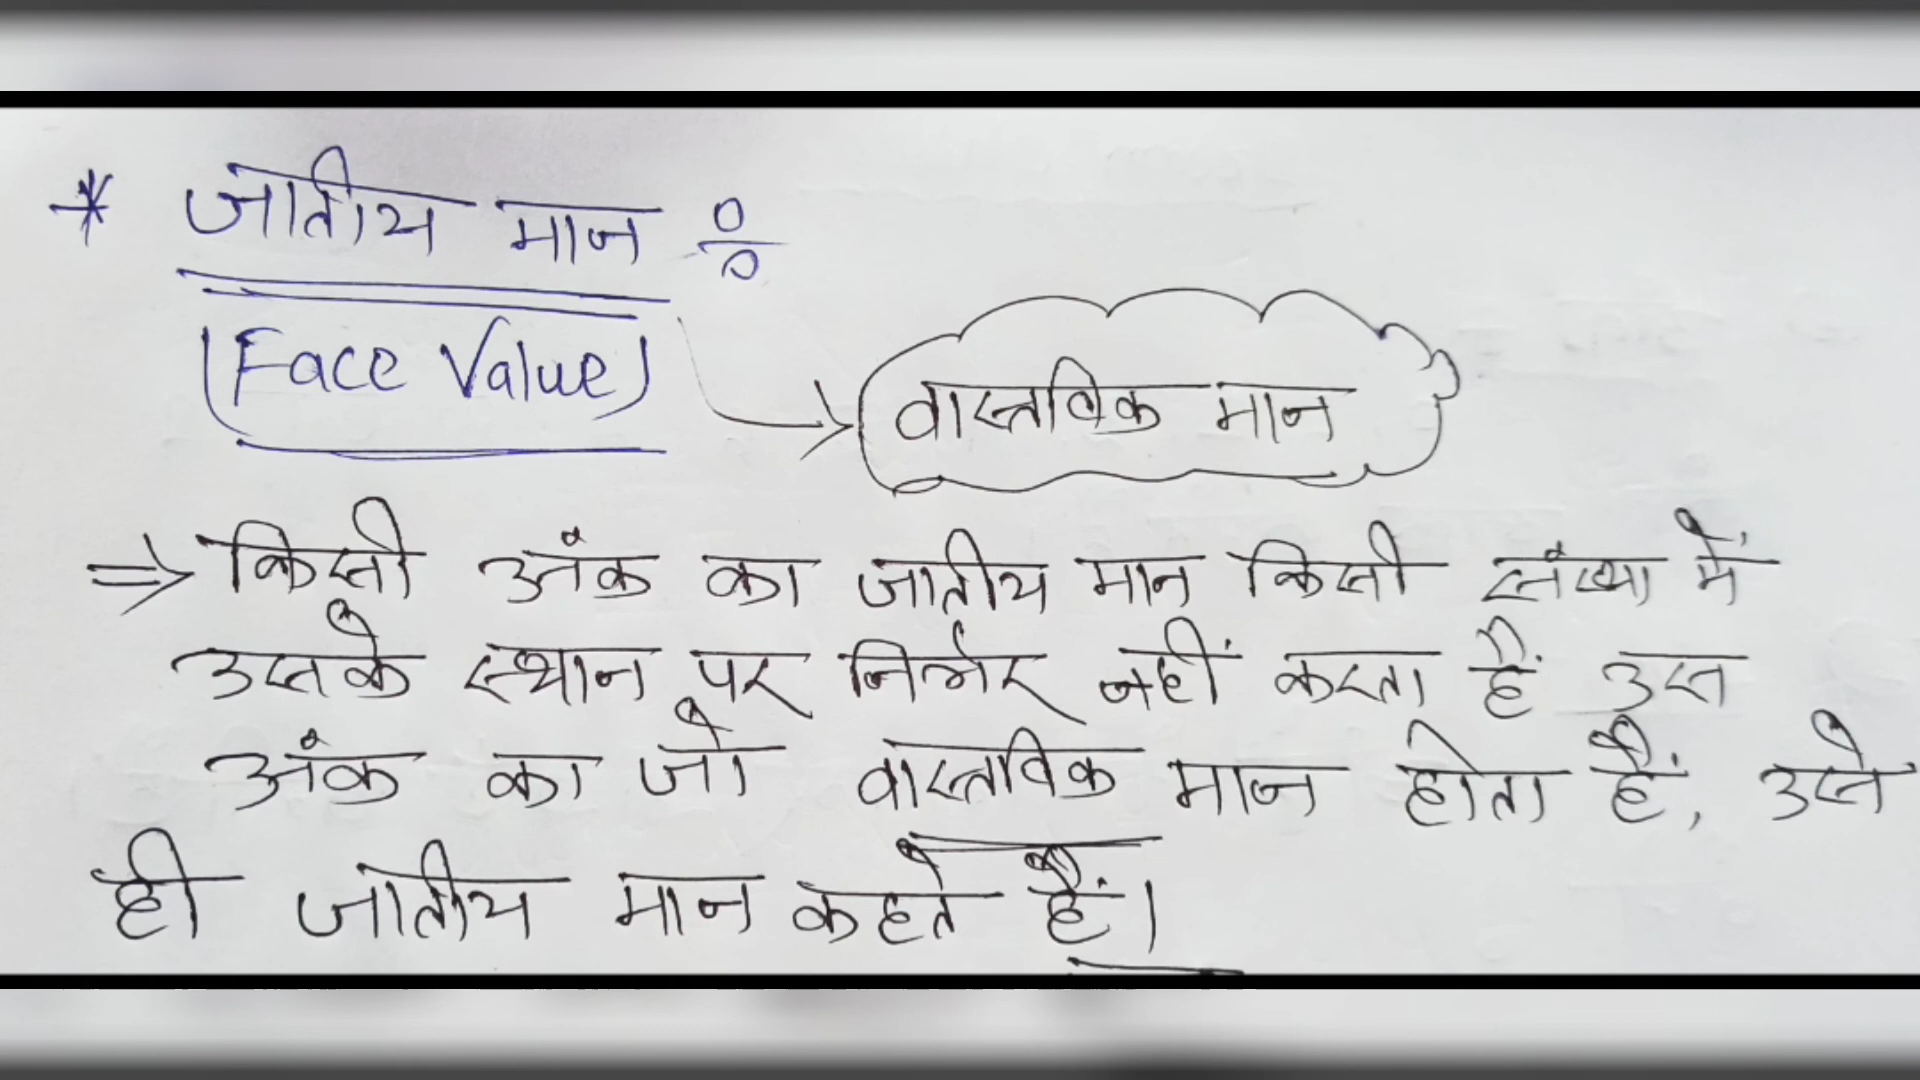 * जातीय मान ÷
(Face Value)
वास्तविक मान
⇒ किसी अंक का जातीय मान किसी संख्या में
उसके स्थान पर निर्भर नहीं करता है उस
अंक का जो वास्तविक मान होता है, उसे
ही जातीय मान कहते हैं।